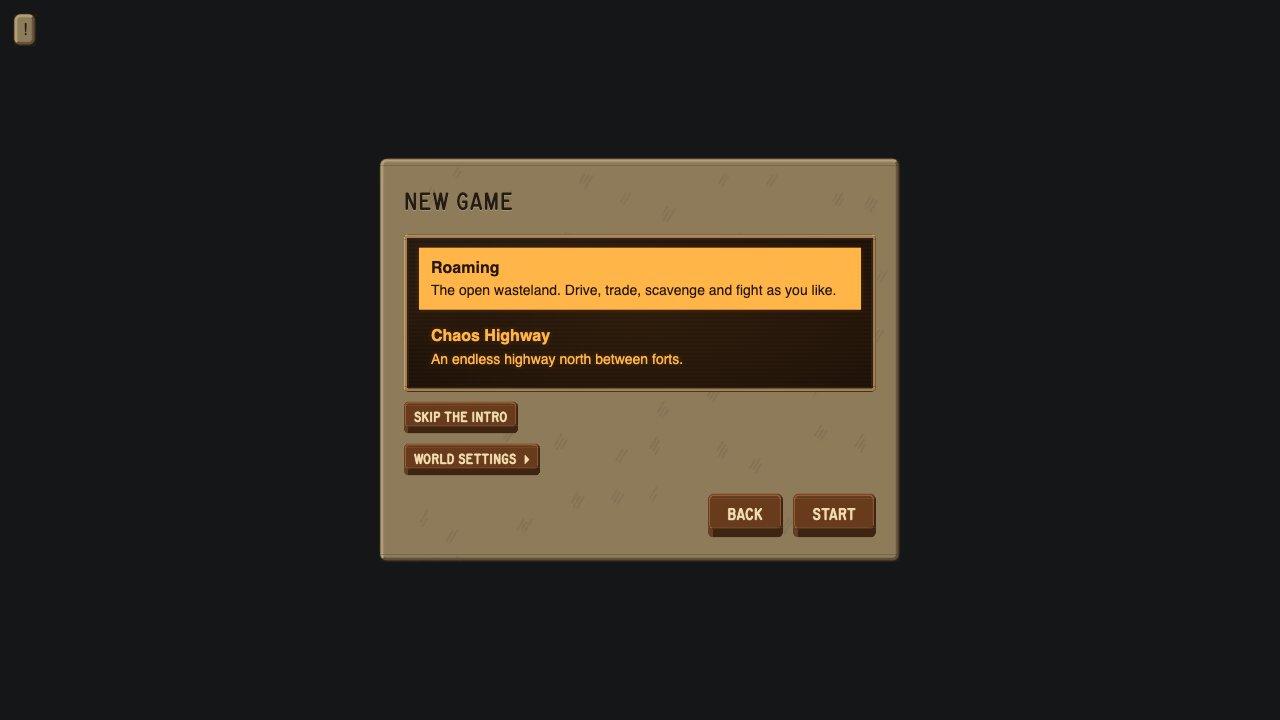 !
NEW GAME
Roaming
The open wasteland. Drive, trade, scavenge and fight as you like.
Chaos Highway
An endless highway north between forts.
SKIP THE INTRO
WORLD SETTINGS
BACK
START